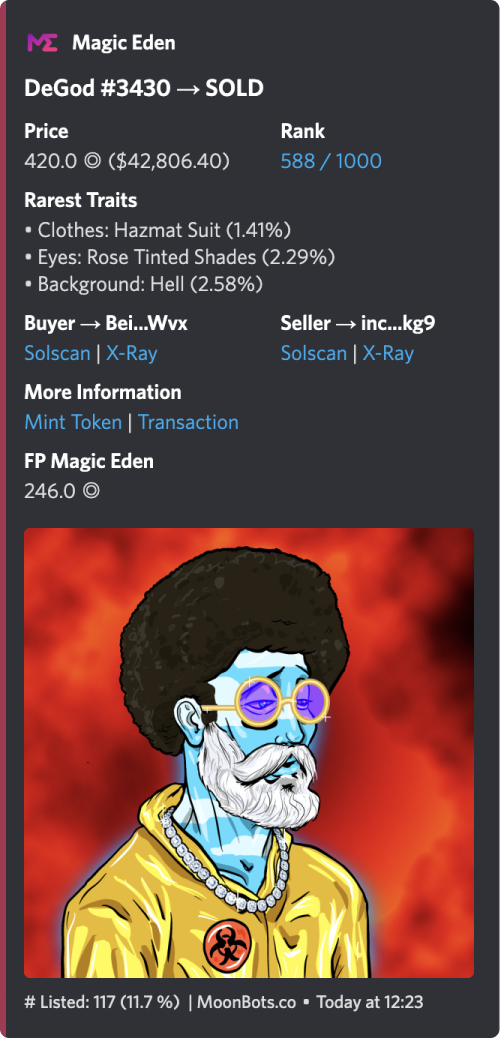 Magic Eden
DeGod #3430 → SOLD
Price
Rank
420.0 ◎ ($42,806.40)
588 / 1000
Rarest Traits
• Clothes: Hazmat Suit (1.41%)
• Eyes: Rose Tinted Shades (2.29%)
• Background: Hell (2.58%)
Buyer → Bei...Wvx
Seller → inc...kg9
Solscan | X-Ray
Solscan | X-Ray
More Information
Mint Token | Transaction
FP Magic Eden
246.0 ◎
# Listed: 117 (11.7 %) | MoonBots.co • Today at 12:23